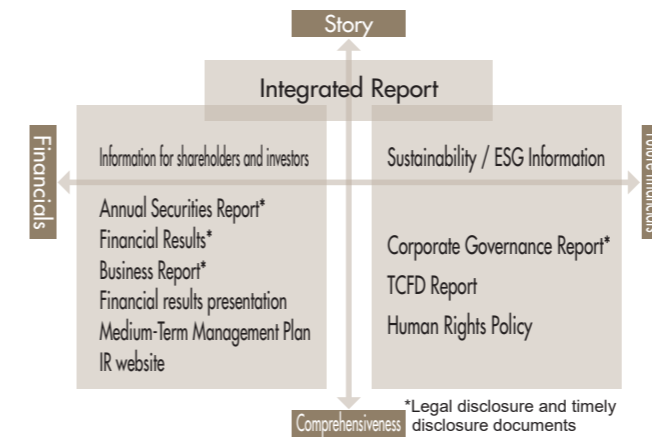 Story
Integrated Report
Financials
Information for shareholders and investors
Annual Securities Report*
Financial Results*
Business Report*
Financial results presentation
Medium-Term Management Plan
IR website
Sustainability / ESG Information
Corporate Governance Report*
TCFD Report
Human Rights Policy
Comprehensiveness
*Legal disclosure and timely
disclosure documents